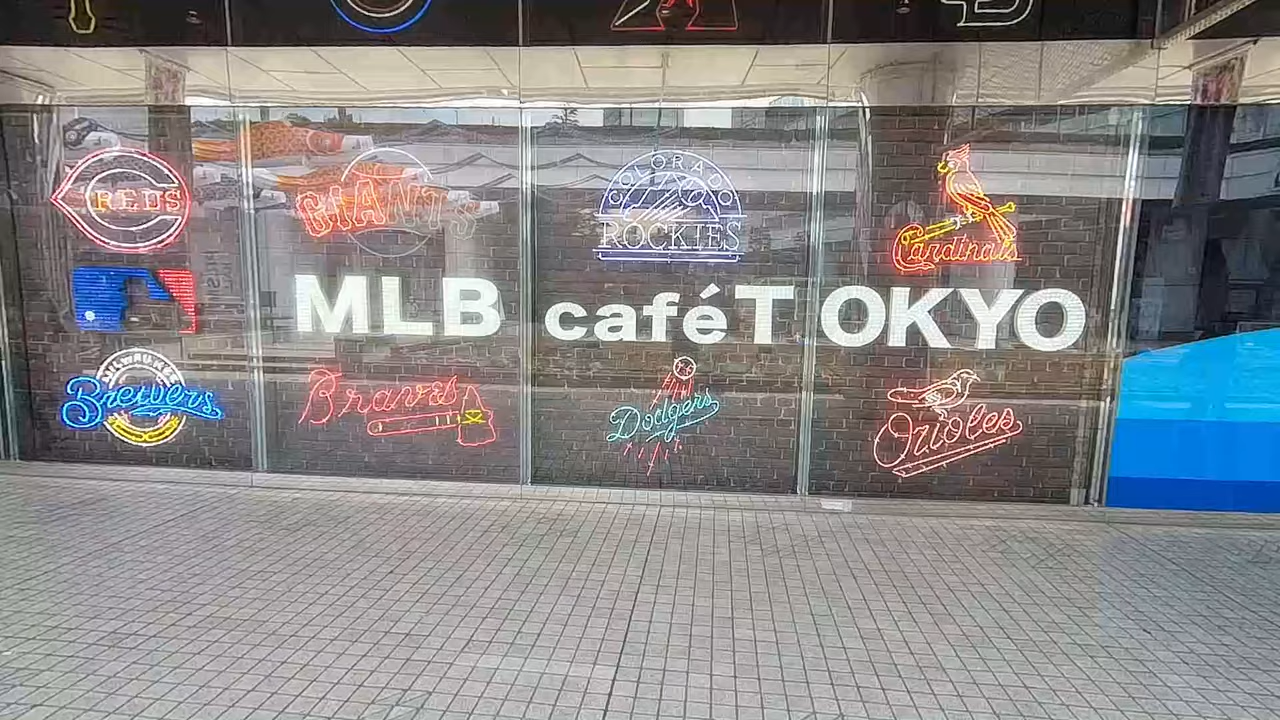 REDS
GIANTS
COLORADO
ROCKIES
Cardinals
MLB café TOKYO
MILWAUKEE
Brewers
Braves
Dodgers
Orioles